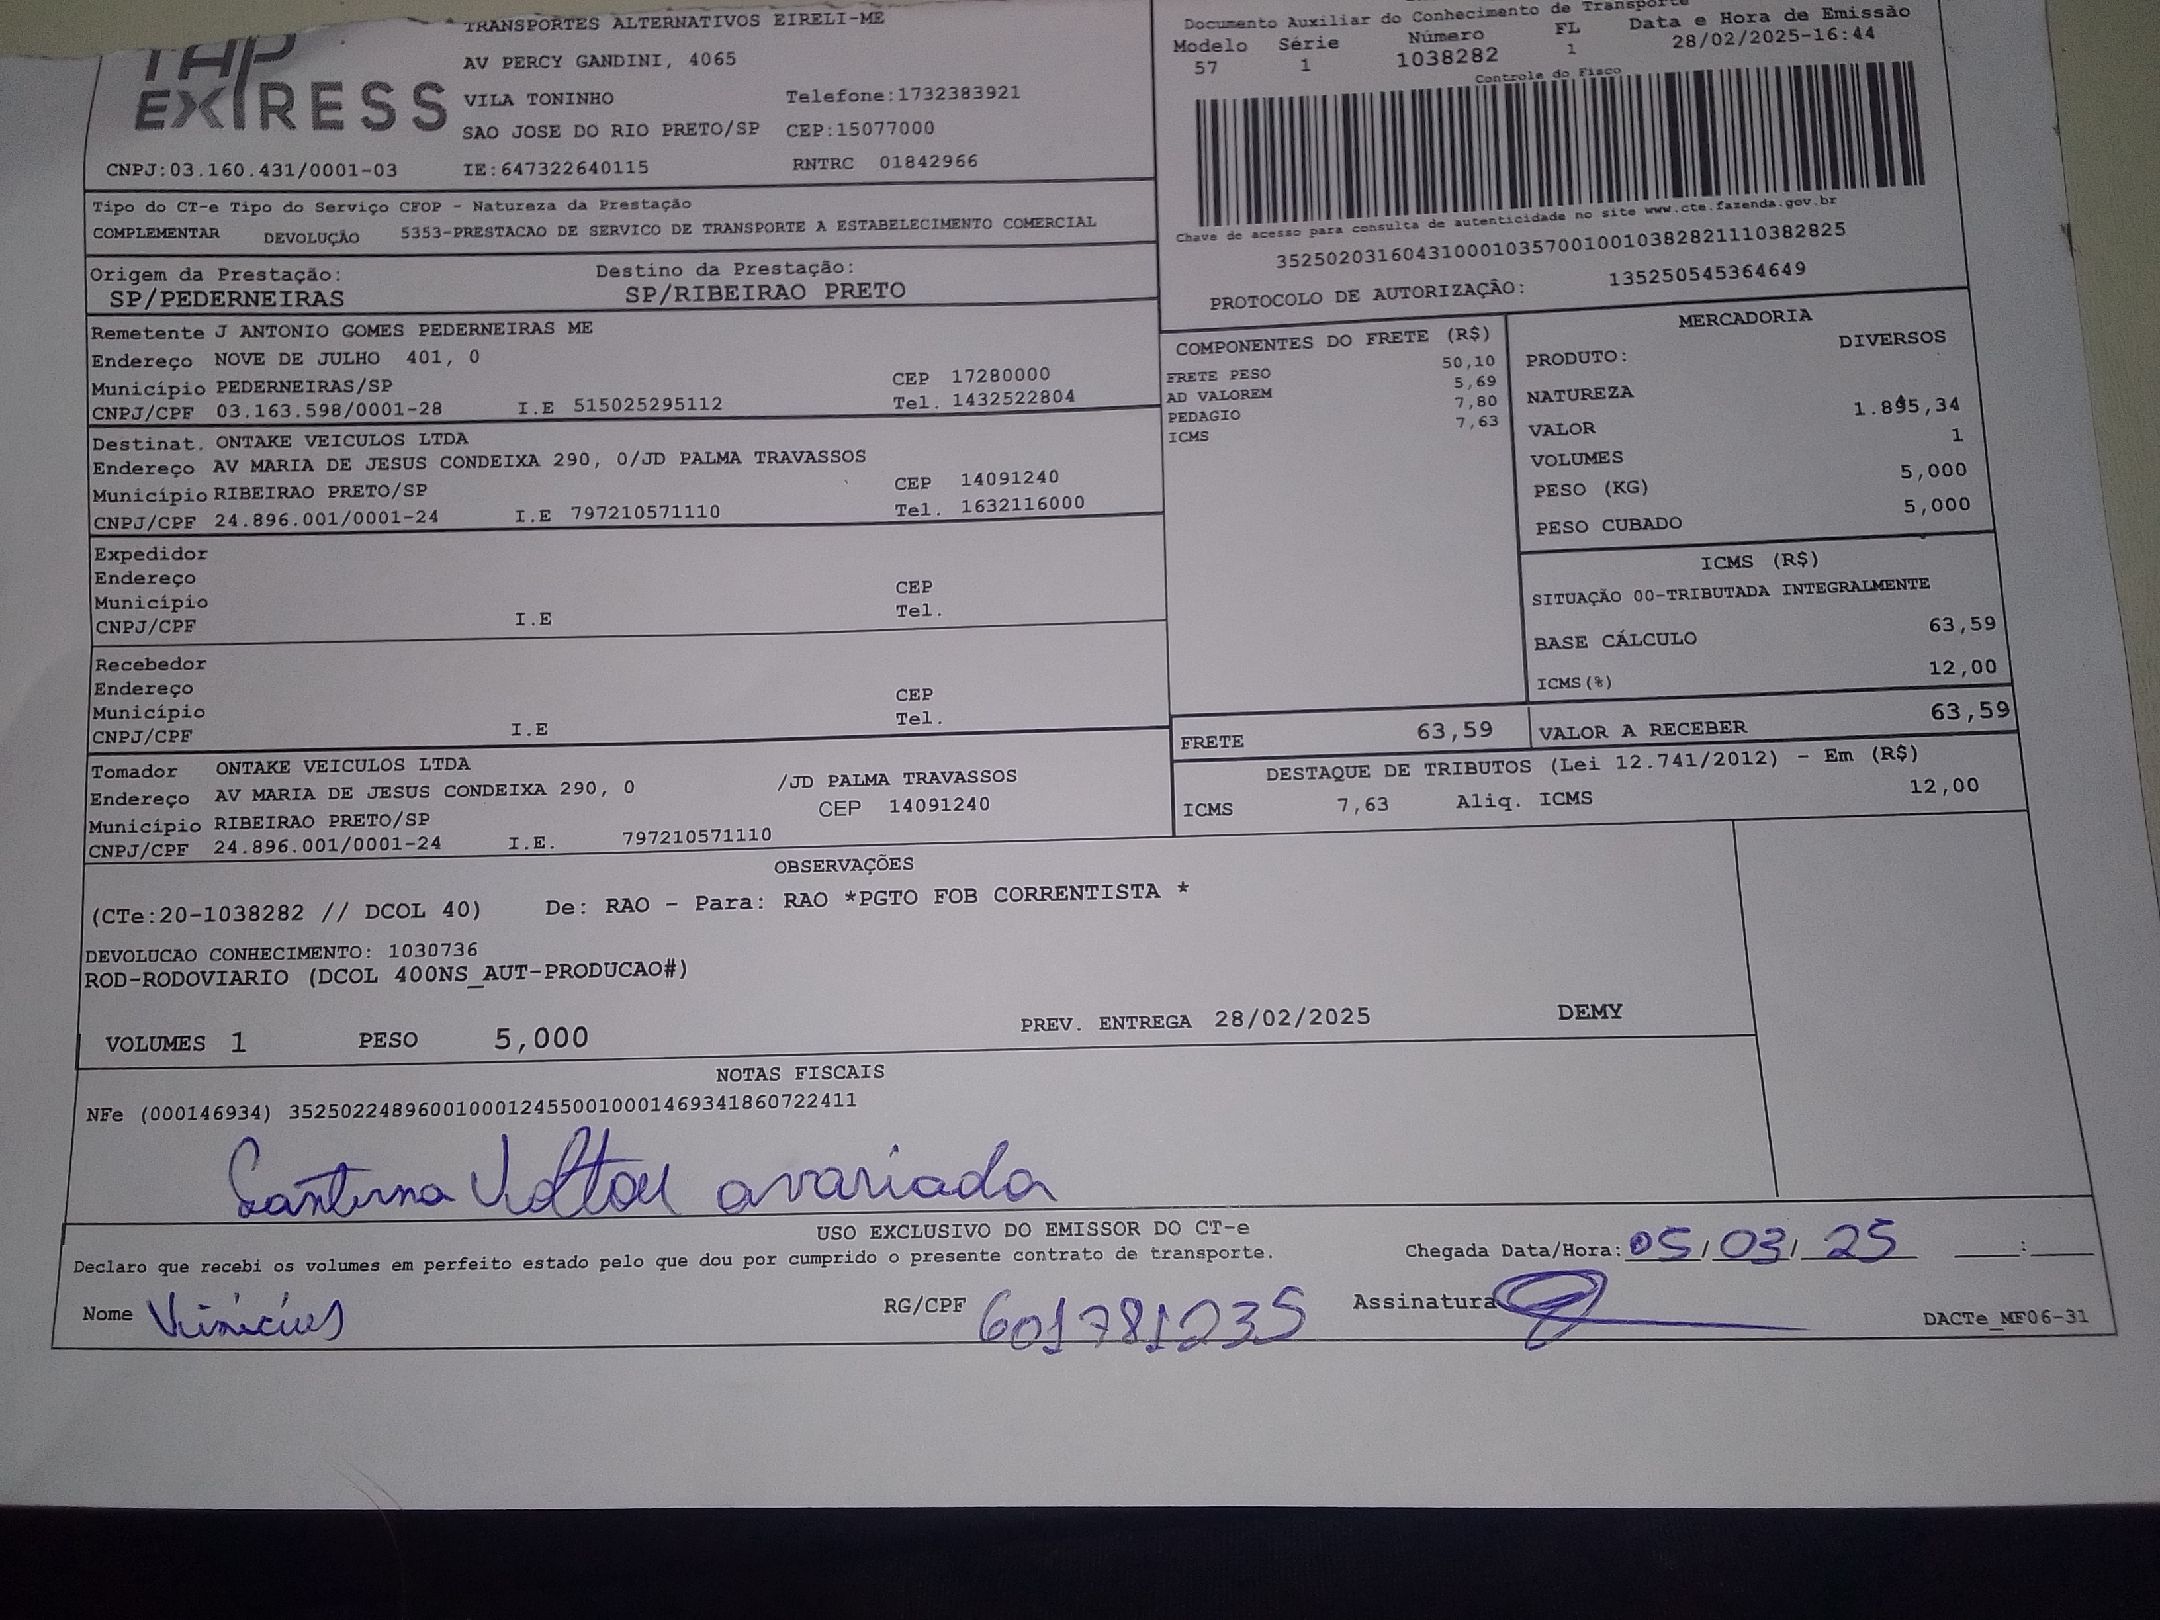 TRANSPORTES ALTERNATIVOS EIRELI-ME
TAP
EXPRESS
AV PERCY GANDINI, 4065
VILA TONINHO Telefone:1732383921
SAO JOSE DO RIO PRETO/SP CEP:15077000
CNPJ:03.160.431/0001-03 IE:647322640115 RNTRC 01842966
Documento Auxiliar do Conhecimento de Transporte
Modelo Série Número FL Data e Hora de Emissão
57 1 1038282 1 28/02/2025-16:44
Controle do Fisco
Chave de acesso para consulta de autenticidade no site www.cte.fazenda.gov.br
35250203160431000103570010010382821110382825
PROTOCOLO DE AUTORIZAÇÃO: 135250545364649
Tipo do CT-e Tipo do Serviço CFOP - Natureza da Prestação
COMPLEMENTAR DEVOLUÇÃO 5353-PRESTACAO DE SERVICO DE TRANSPORTE A ESTABELECIMENTO COMERCIAL
Origem da Prestação: Destino da Prestação:
SP/PEDERNEIRAS SP/RIBEIRAO PRETO
Remetente J ANTONIO GOMES PEDERNEIRAS ME
Endereço NOVE DE JULHO 401, 0
Município PEDERNEIRAS/SP CEP 17280000
CNPJ/CPF 03.163.598/0001-28 I.E 515025295112 Tel. 1432522804
Destinat. ONTAKE VEICULOS LTDA
Endereço AV MARIA DE JESUS CONDEIXA 290, 0/JD PALMA TRAVASSOS
Município RIBEIRAO PRETO/SP CEP 14091240
CNPJ/CPF 24.896.001/0001-24 I.E 797210571110 Tel. 1632116000
Expedidor
Endereço
Município CEP
CNPJ/CPF I.E Tel.
Recebedor
Endereço
Município CEP
CNPJ/CPF I.E Tel.
Tomador ONTAKE VEICULOS LTDA
Endereço AV MARIA DE JESUS CONDEIXA 290, 0 /JD PALMA TRAVASSOS
Município RIBEIRAO PRETO/SP CEP 14091240
CNPJ/CPF 24.896.001/0001-24 I.E. 797210571110
COMPONENTES DO FRETE (R$)
FRETE PESO 50,10
AD VALOREM 5,69
PEDAGIO 7,80
ICMS 7,63
MERCADORIA
PRODUTO: DIVERSOS
NATUREZA
VALOR 1.895,34
VOLUMES 1
PESO (KG) 5,000
PESO CUBADO 5,000
ICMS (R$)
SITUAÇÃO 00-TRIBUTADA INTEGRALMENTE
BASE CÁLCULO 63,59
ICMS(%) 12,00
FRETE 63,59 VALOR A RECEBER 63,59
DESTAQUE DE TRIBUTOS (Lei 12.741/2012) - Em (R$)
ICMS 7,63 Aliq. ICMS 12,00
OBSERVAÇÕES
(CTe:20-1038282 // DCOL 40) De: RAO - Para: RAO *PGTO FOB CORRENTISTA *
DEVOLUCAO CONHECIMENTO: 1030736
ROD-RODOVIARIO (DCOL 400NS_AUT-PRODUCAO#)
VOLUMES 1 PESO 5,000 PREV. ENTREGA 28/02/2025 DEMY
NOTAS FISCAIS
NFe (000146934) 35250224896001000124550010001469341860722411
Lanterna Voltou avariada
USO EXCLUSIVO DO EMISSOR DO CT-e
Declaro que recebi os volumes em perfeito estado pelo que dou por cumprido o presente contrato de transporte. Chegada Data/Hora: 05/03/25 :
Nome Vinicius RG/CPF 601781235 Assinatura
DACTe_MF06-31